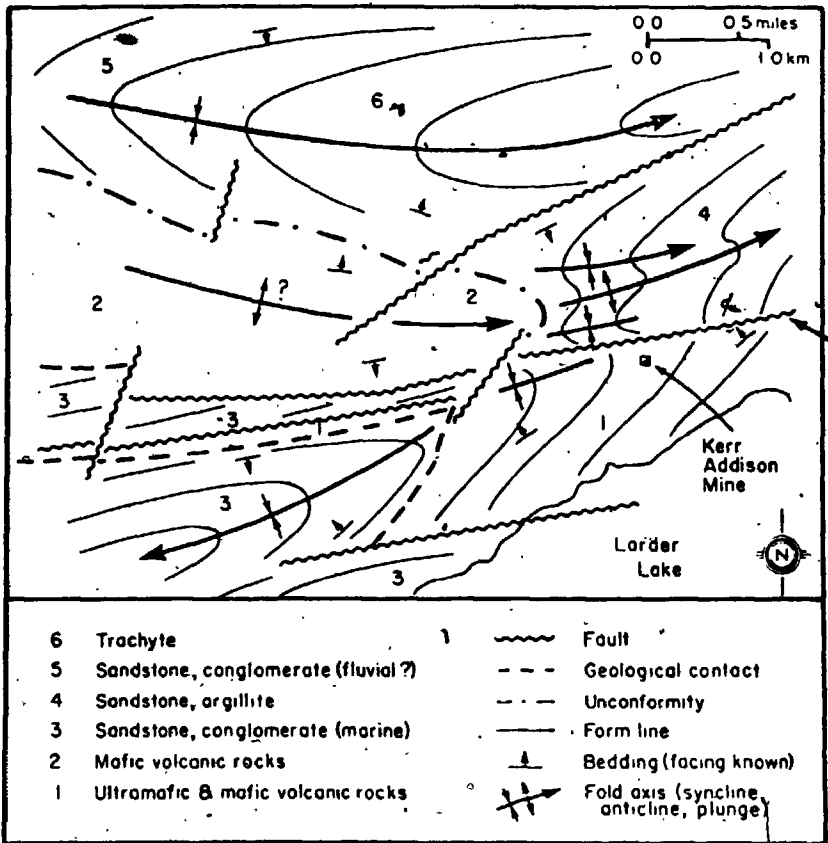 0.0 0.5 miles
0.0 1.0 km
5
6
4
2
2
3
3
3
1
3
Kerr
Addison
Mine
Larder
Lake
N
6 Trachyte
5 Sandstone, conglomerate (fluvial ?)
4 Sandstone, argillite
3 Sandstone, conglomerate (marine)
2 Mafic volcanic rocks
1 Ultramafic & mafic volcanic rocks
Fault
Geological contact
Unconformity
Form line
Bedding (facing known)
Fold axis (syncline,
anticline, plunge)
?